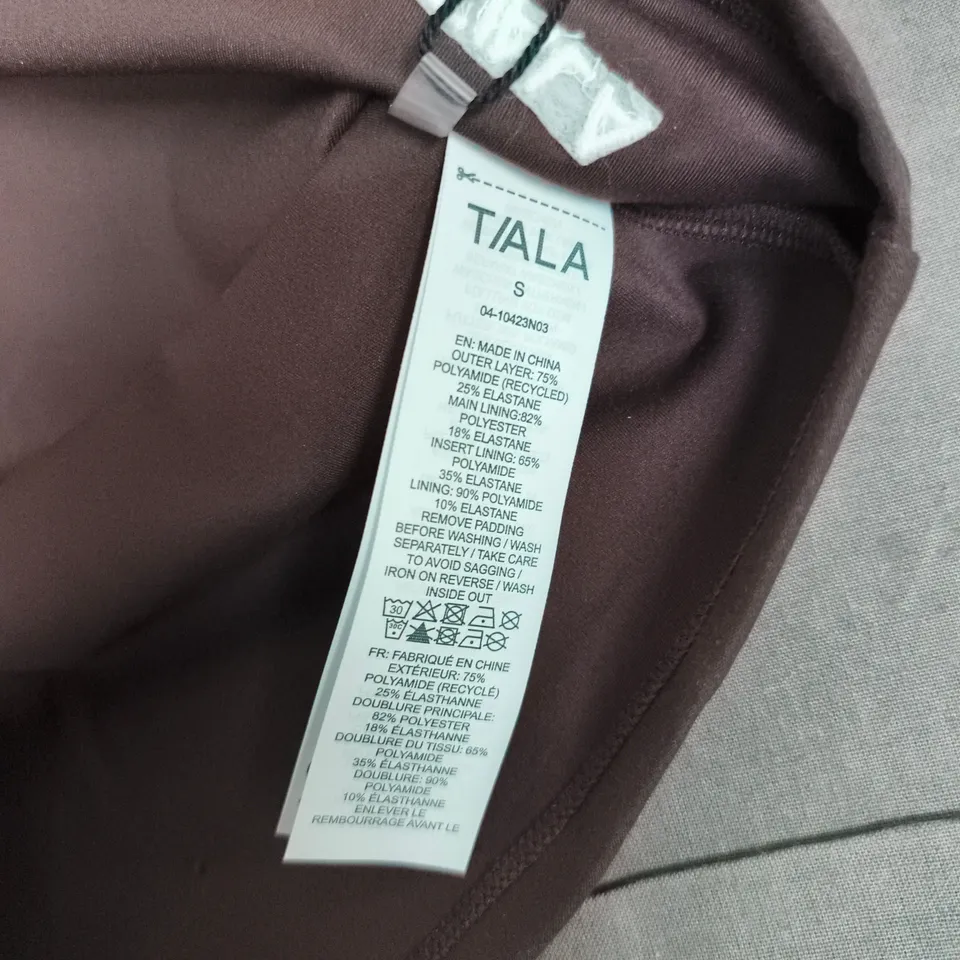 T/ALA
S
04-10423N03
EN: MADE IN CHINA
OUTER LAYER: 75%
POLYAMIDE (RECYCLED)
25% ELASTANE
MAIN LINING:82%
POLYESTER
18% ELASTANE
INSERT LINING: 65%
POLYAMIDE
35% ELASTANE
LINING: 90% POLYAMIDE
10% ELASTANE
REMOVE PADDING
BEFORE WASHING / WASH
SEPARATELY / TAKE CARE
TO AVOID SAGGING /
IRON ON REVERSE / WASH
INSIDE OUT
30
30C
FR: FABRIQUÉ EN CHINE
EXTÉRIEUR: 75%
POLYAMIDE (RECYCLÉ)
25% ÉLASTHANNE
DOUBLURE PRINCIPALE:
82% POLYESTER
18% ÉLASTHANNE
DOUBLURE DU TISSU: 65%
POLYAMIDE
35% ÉLASTHANNE
DOUBLURE: 90%
POLYAMIDE
10% ÉLASTHANNE
ENLEVER LE
REMBOURRAGE AVANT LE